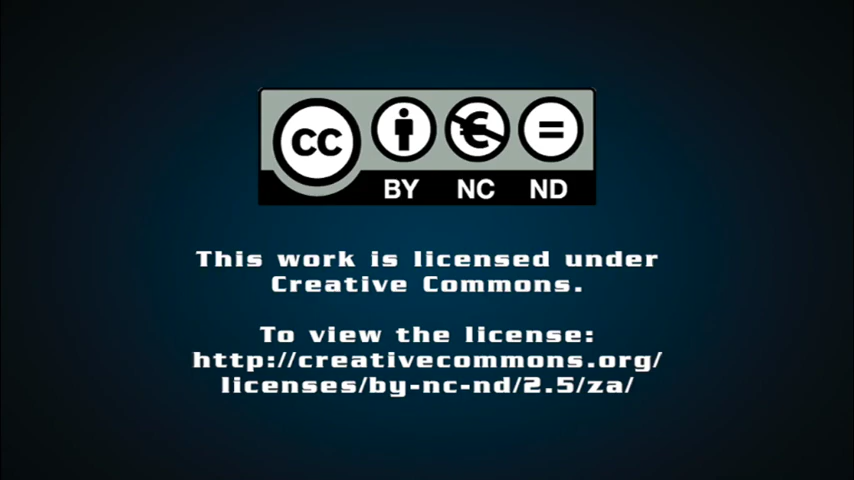 CC
BY NC ND
This work is licensed under
Creative Commons.
To view the license:
http://creativecommons.org/
licenses/by-nc-nd/2.5/za/